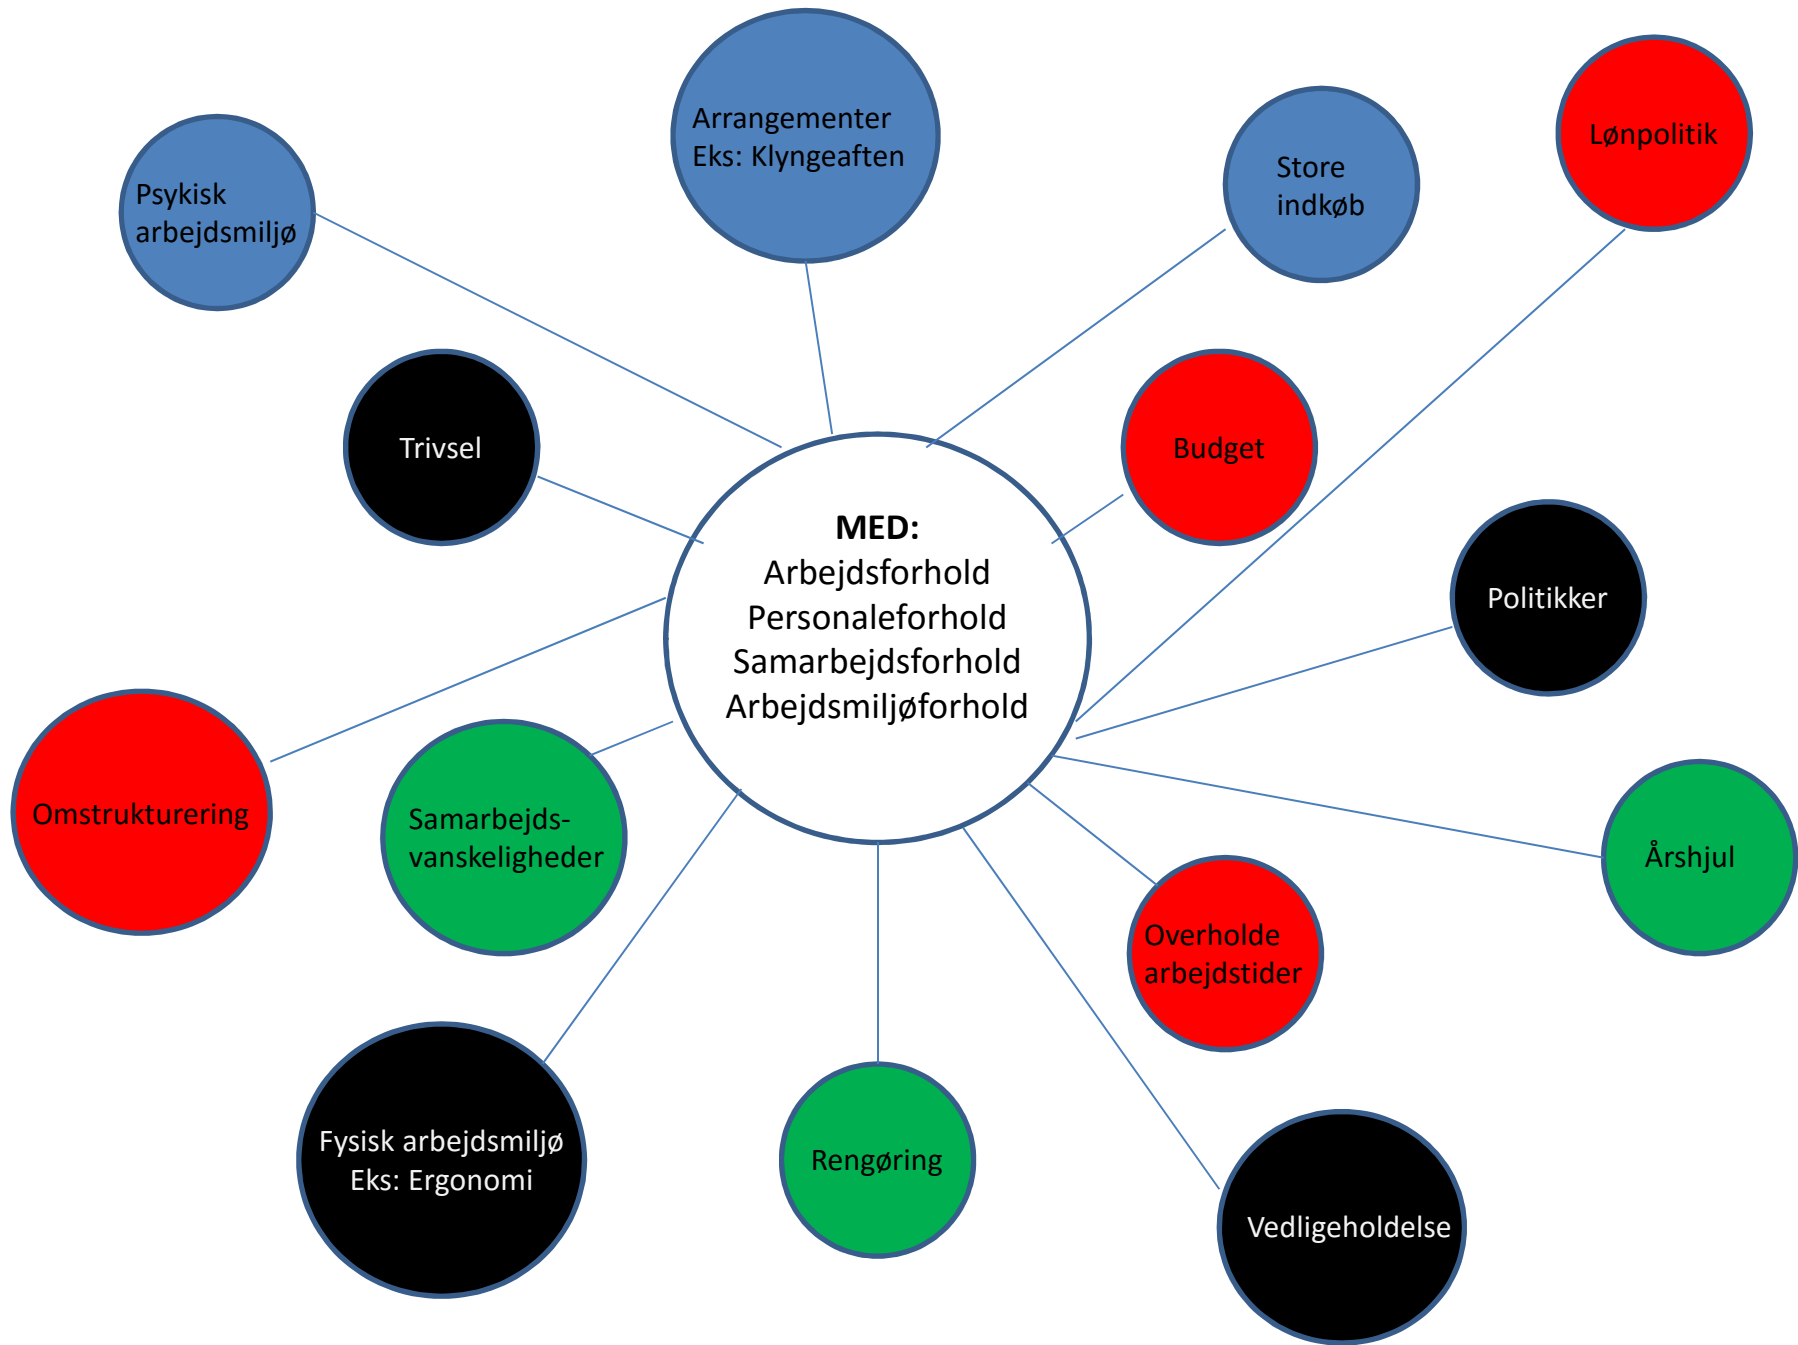 Arrangementer
Eks: Klyngeaften
Lønpolitik
Store
indkøb
Psykisk
arbejdsmiljø
Trivsel
Budget
MED:
Arbejdsforhold
Personaleforhold
Samarbejdsforhold
Arbejdsmiljøforhold
Politikker
Omstrukturering
Samarbejds-
vanskeligheder
Årshjul
Overholde
arbejdstider
Fysisk arbejdsmiljø
Eks: Ergonomi
Rengøring
Vedligeholdelse